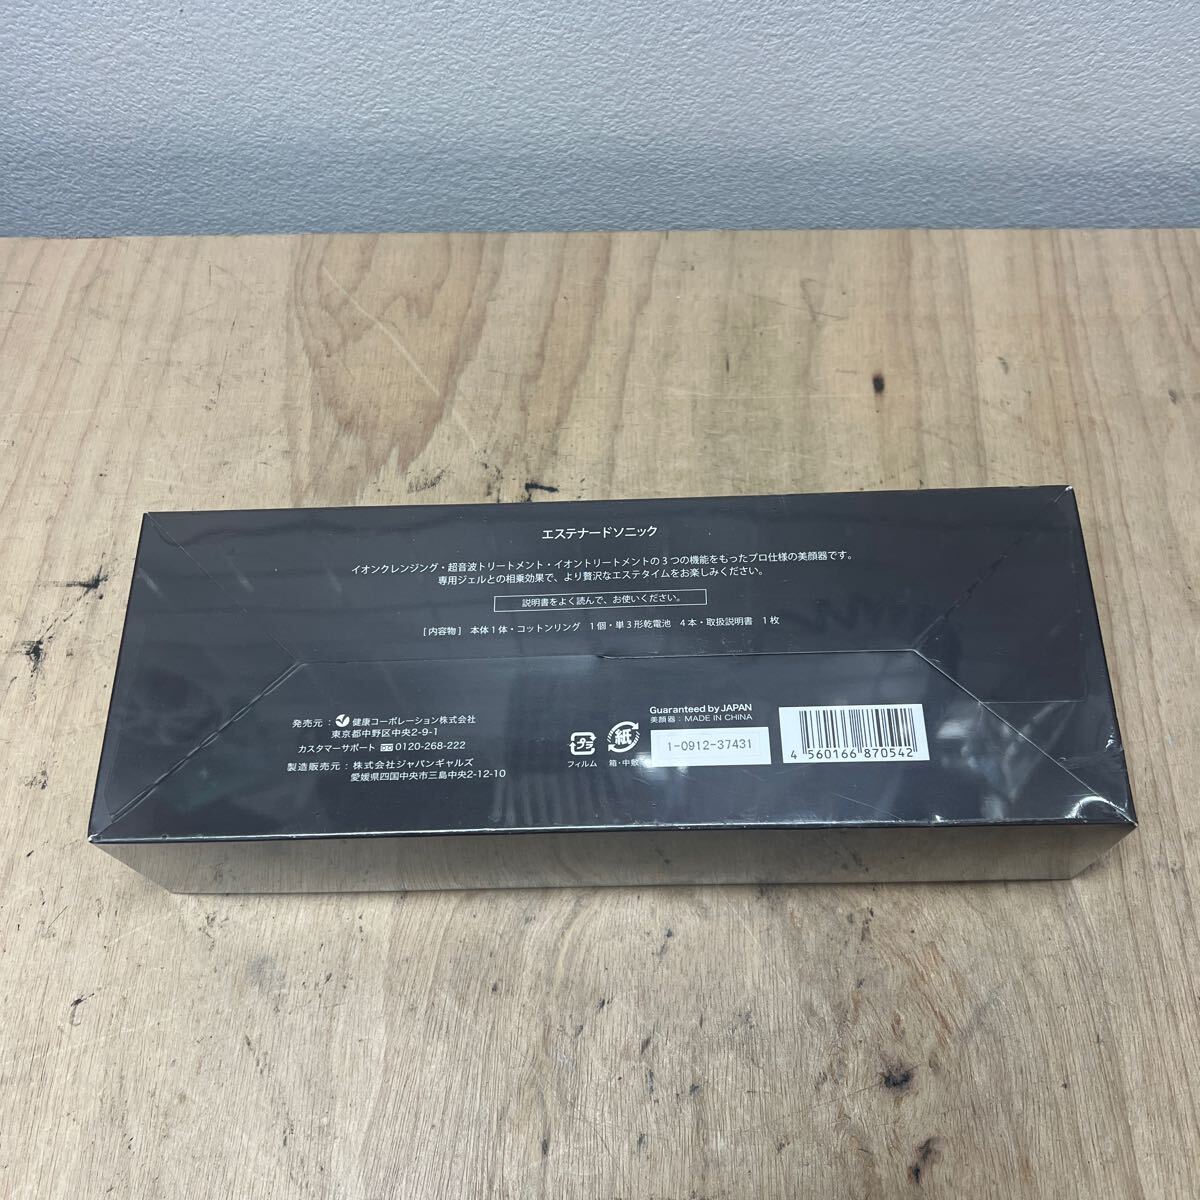 エステナードソニック
イオンクレンジング・超音波トリートメント・イオントリートメントの3つの機能をもったプロ仕様の美顔器です。
専用ジェルとの相乗効果で、より贅沢なエステタイムをお楽しみください。
説明書をよく読んで、お使いください。
[内容物] 本体1体・コットンリング 1個・単3形乾電池 4本・取扱説明書 1枚
発売元: 健康コーポレーション株式会社
東京都中野区中央2-9-1
カスタマーサポート 0120-268-222
製造販売元: 株式会社ジャパンギャルズ
愛媛県四国中央市三島中央2-12-10
プラ
フィルム
紙
箱・中敷
Guaranteed by JAPAN
美顔器: MADE IN CHINA
1-0912-37431
4 560166 870542